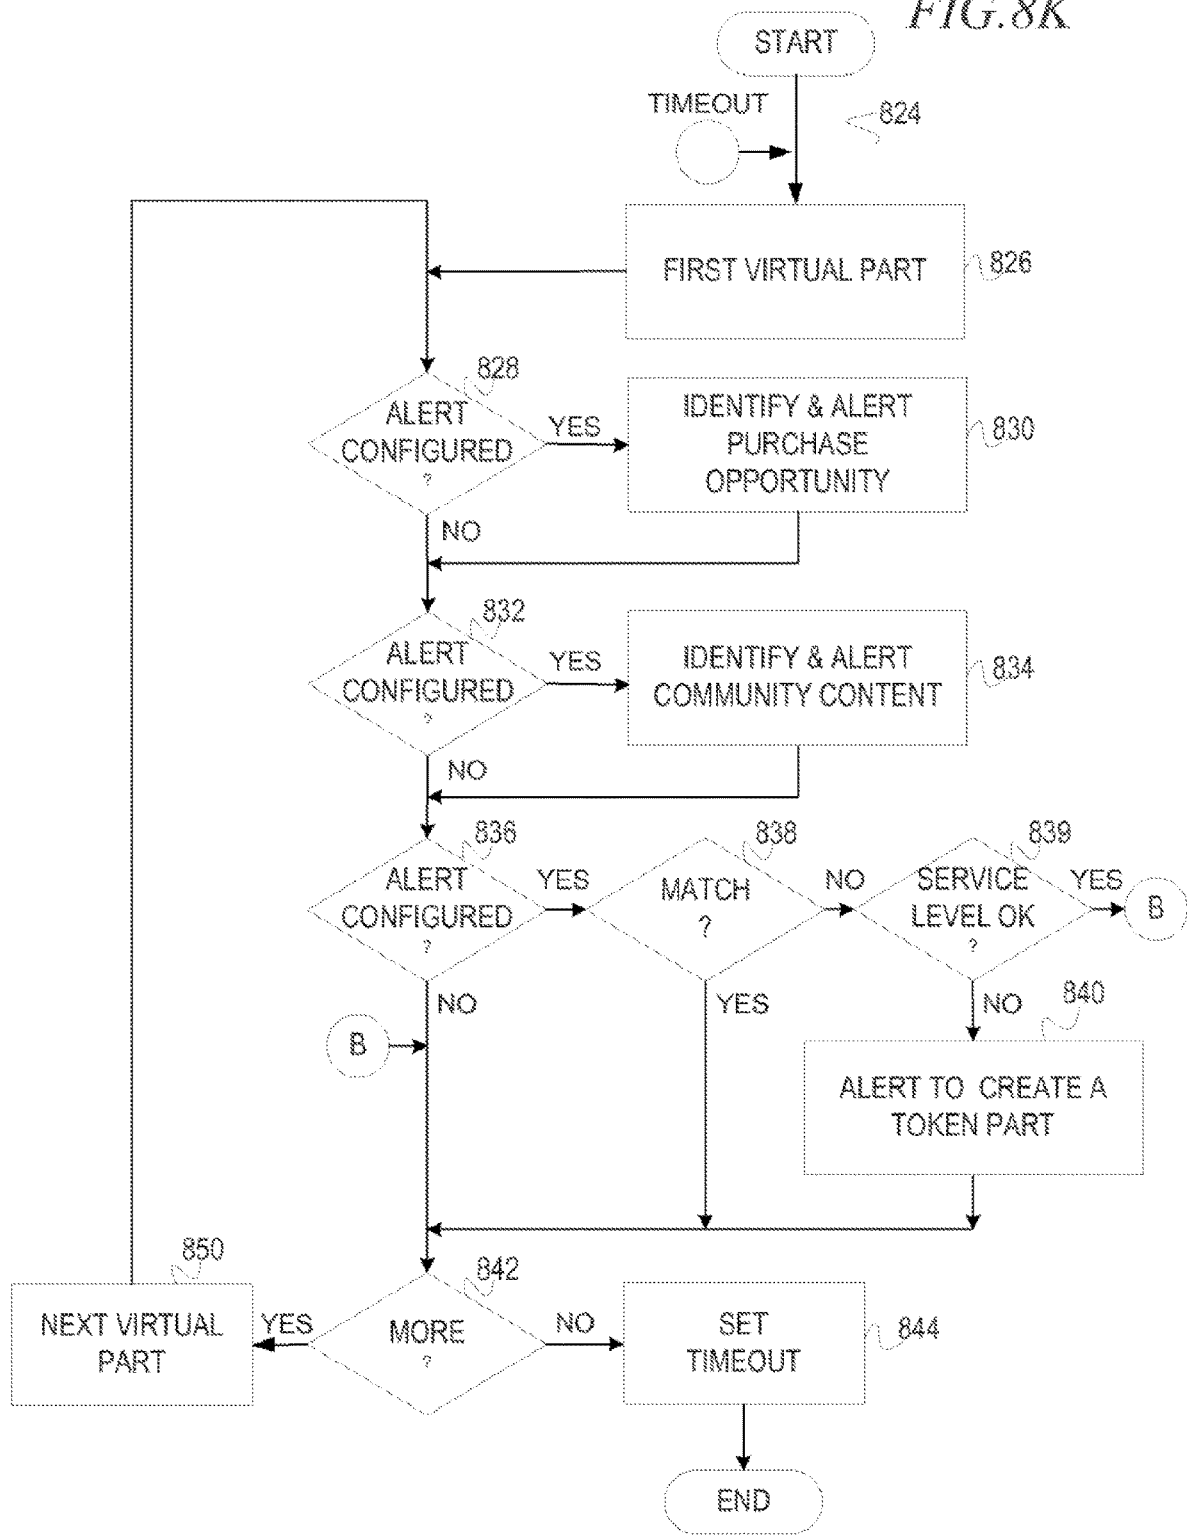 FIG.8K
START
TIMEOUT
824
FIRST VIRTUAL PART
826
828
ALERT
CONFIGURED
?
YES
IDENTIFY & ALERT
PURCHASE
OPPORTUNITY
830
NO
832
ALERT
CONFIGURED
?
YES
IDENTIFY & ALERT
COMMUNITY CONTENT
834
NO
836
ALERT
CONFIGURED
?
YES
838
MATCH
?
NO
839
SERVICE
LEVEL OK
?
YES
B
NO
YES
NO
840
B
ALERT TO CREATE A
TOKEN PART
850
NEXT VIRTUAL
PART
YES
842
MORE
?
NO
SET
TIMEOUT
844
END